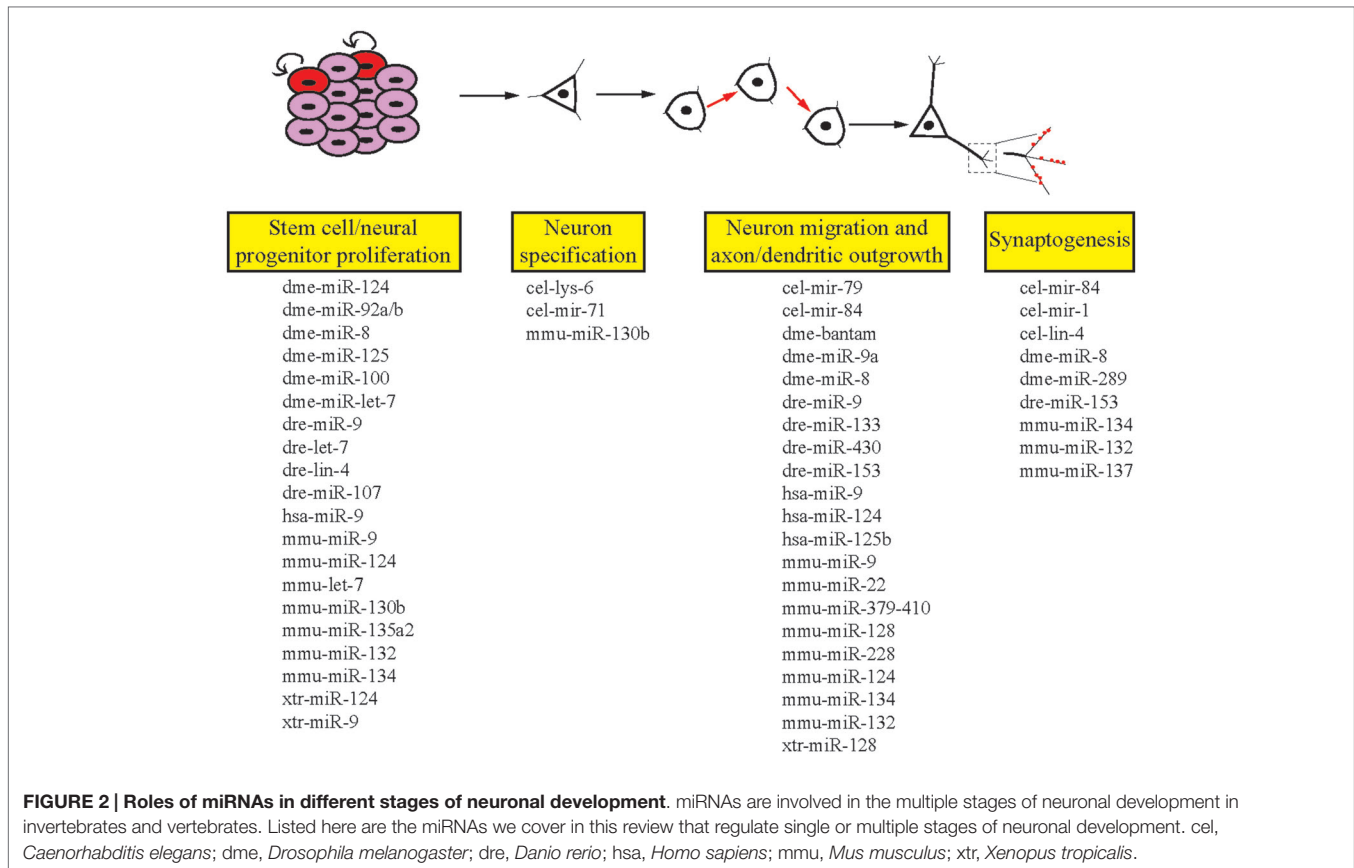 Stem cell/neural
progenitor proliferation
dme-miR-124
dme-miR-92a/b
dme-miR-8
dme-miR-125
dme-miR-100
dme-miR-let-7
dre-miR-9
dre-let-7
dre-lin-4
dre-miR-107
hsa-miR-9
mmu-miR-9
mmu-miR-124
mmu-let-7
mmu-miR-130b
mmu-miR-135a2
mmu-miR-132
mmu-miR-134
xtr-miR-124
xtr-miR-9
Neuron
specification
cel-lys-6
cel-mir-71
mmu-miR-130b
Neuron migration and
axon/dendritic outgrowth
cel-mir-79
cel-mir-84
dme-bantam
dme-miR-9a
dme-miR-8
dre-miR-9
dre-miR-133
dre-miR-430
dre-miR-153
hsa-miR-9
hsa-miR-124
hsa-miR-125b
mmu-miR-9
mmu-miR-22
mmu-miR-379-410
mmu-miR-128
mmu-miR-228
mmu-miR-124
mmu-miR-134
mmu-miR-132
xtr-miR-128
Synaptogenesis
cel-mir-84
cel-mir-1
cel-lin-4
dme-miR-8
dme-miR-289
dre-miR-153
mmu-miR-134
mmu-miR-132
mmu-miR-137
FIGURE 2 | Roles of miRNAs in different stages of neuronal development. miRNAs are involved in the multiple stages of neuronal development in
invertebrates and vertebrates. Listed here are the miRNAs we cover in this review that regulate single or multiple stages of neuronal development. cel,
Caenorhabditis elegans; dme, Drosophila melanogaster; dre, Danio rerio; hsa, Homo sapiens; mmu, Mus musculus; xtr, Xenopus tropicalis.